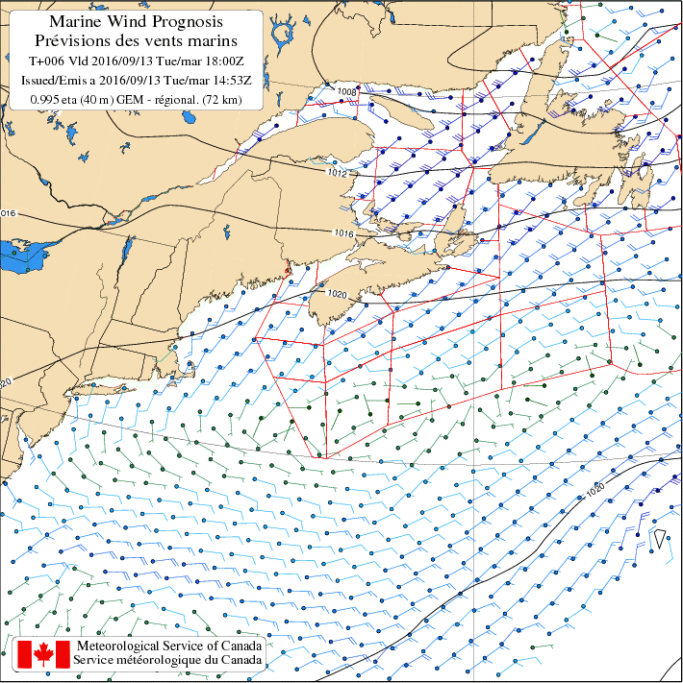 Marine Wind Prognosis
Prévisions des vents marins
T+006 Vld 2016/09/13 Tue/mar 18:00Z
Issued/Emis a 2016/09/13 Tue/mar 14:53Z
0.995 eta (40 m) GEM - régional. (72 km)
1008
1012
016
1016
1020
20
1020
Meteorological Service of Canada
Service météorologique du Canada